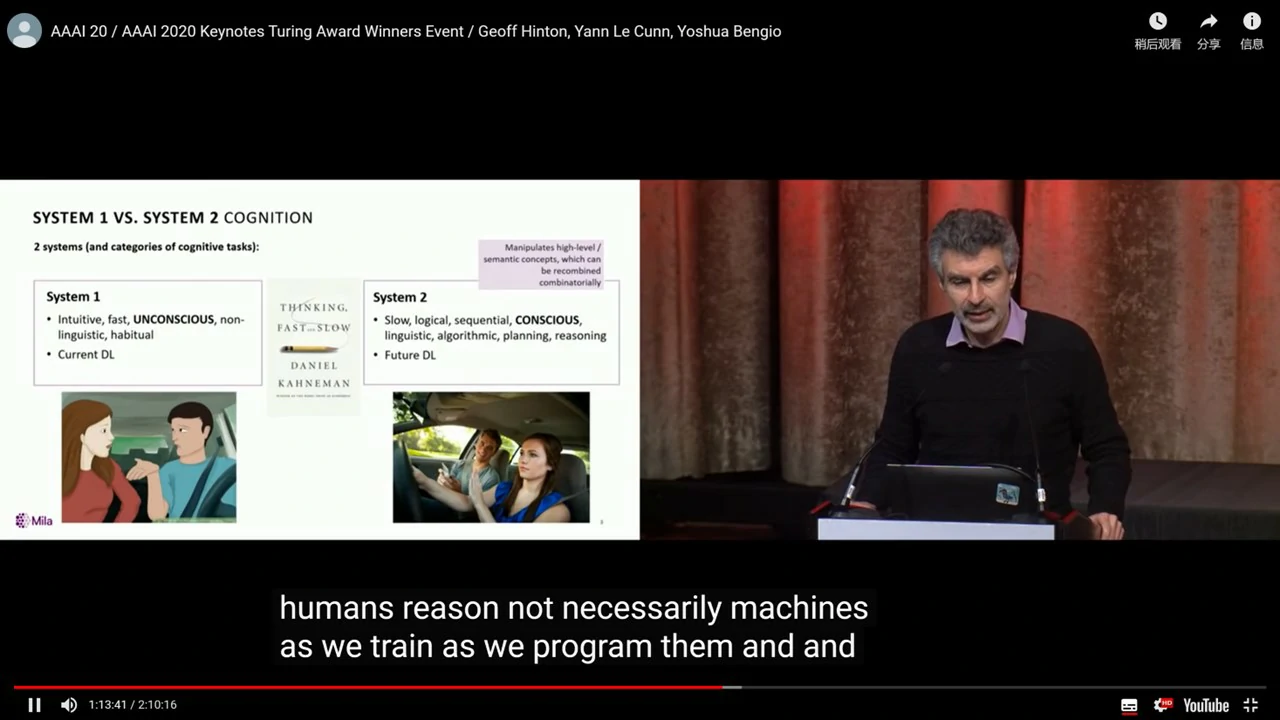 AAAI 20 / AAAI 2020 Keynotes Turing Award Winners Event / Geoff Hinton, Yann Le Cunn, Yoshua Bengio
稍后观看
分享
信息
SYSTEM 1 VS. SYSTEM 2 COGNITION
2 systems (and categories of cognitive tasks):
Manipulates high-level /
semantic concepts, which can
be recombined
combinatorially
System 1
• Intuitive, fast, UNCONSCIOUS, non-
linguistic, habitual
• Current DL
THINKING,
FAST AND SLOW
DANIEL
KAHNEMAN
System 2
• Slow, logical, sequential, CONSCIOUS,
linguistic, algorithmic, planning, reasoning
• Future DL
Mila
humans reason not necessarily machines
as we train as we program them and and
1:13:41 / 2:10:16
HD
YouTube